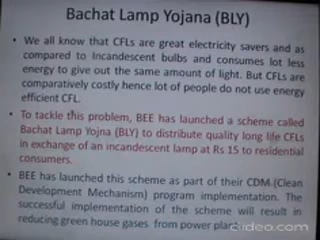 Bachat Lamp Yojana (BLY)
• We all know that CFLs are great electricity savers and as
compared to Incandescent bulbs and consumes lot less
energy to give out the same amount of light. But CFLs are
comparatively costly hence lot of people do not use energy
efficient CFL.
• To tackle this problem, BEE has launched a scheme called
Bachat Lamp Yojna (BLY) to distribute quality long life CFLs
in exchange of an incandescent lamp at Rs 15 to residential
consumers.
• BEE has launched this scheme as part of their CDM (Clean
Development Mechanism) program implementation. The
successful implementation of the scheme will result in
reducing green house gases from power plan
ideo.com